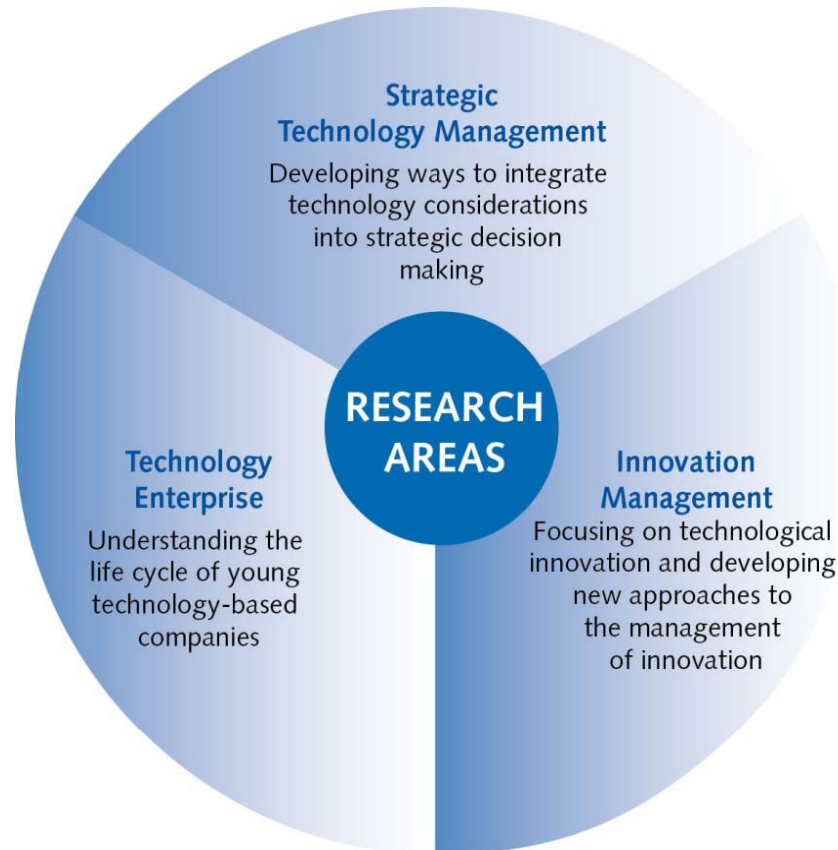 Strategic
Technology Management
Developing ways to integrate
technology considerations
into strategic decision
making
RESEARCH
AREAS
Technology
Enterprise
Understanding the
life cycle of young
technology-based
companies
Innovation
Management
Focusing on technological
innovation and developing
new approaches to
the management
of innovation